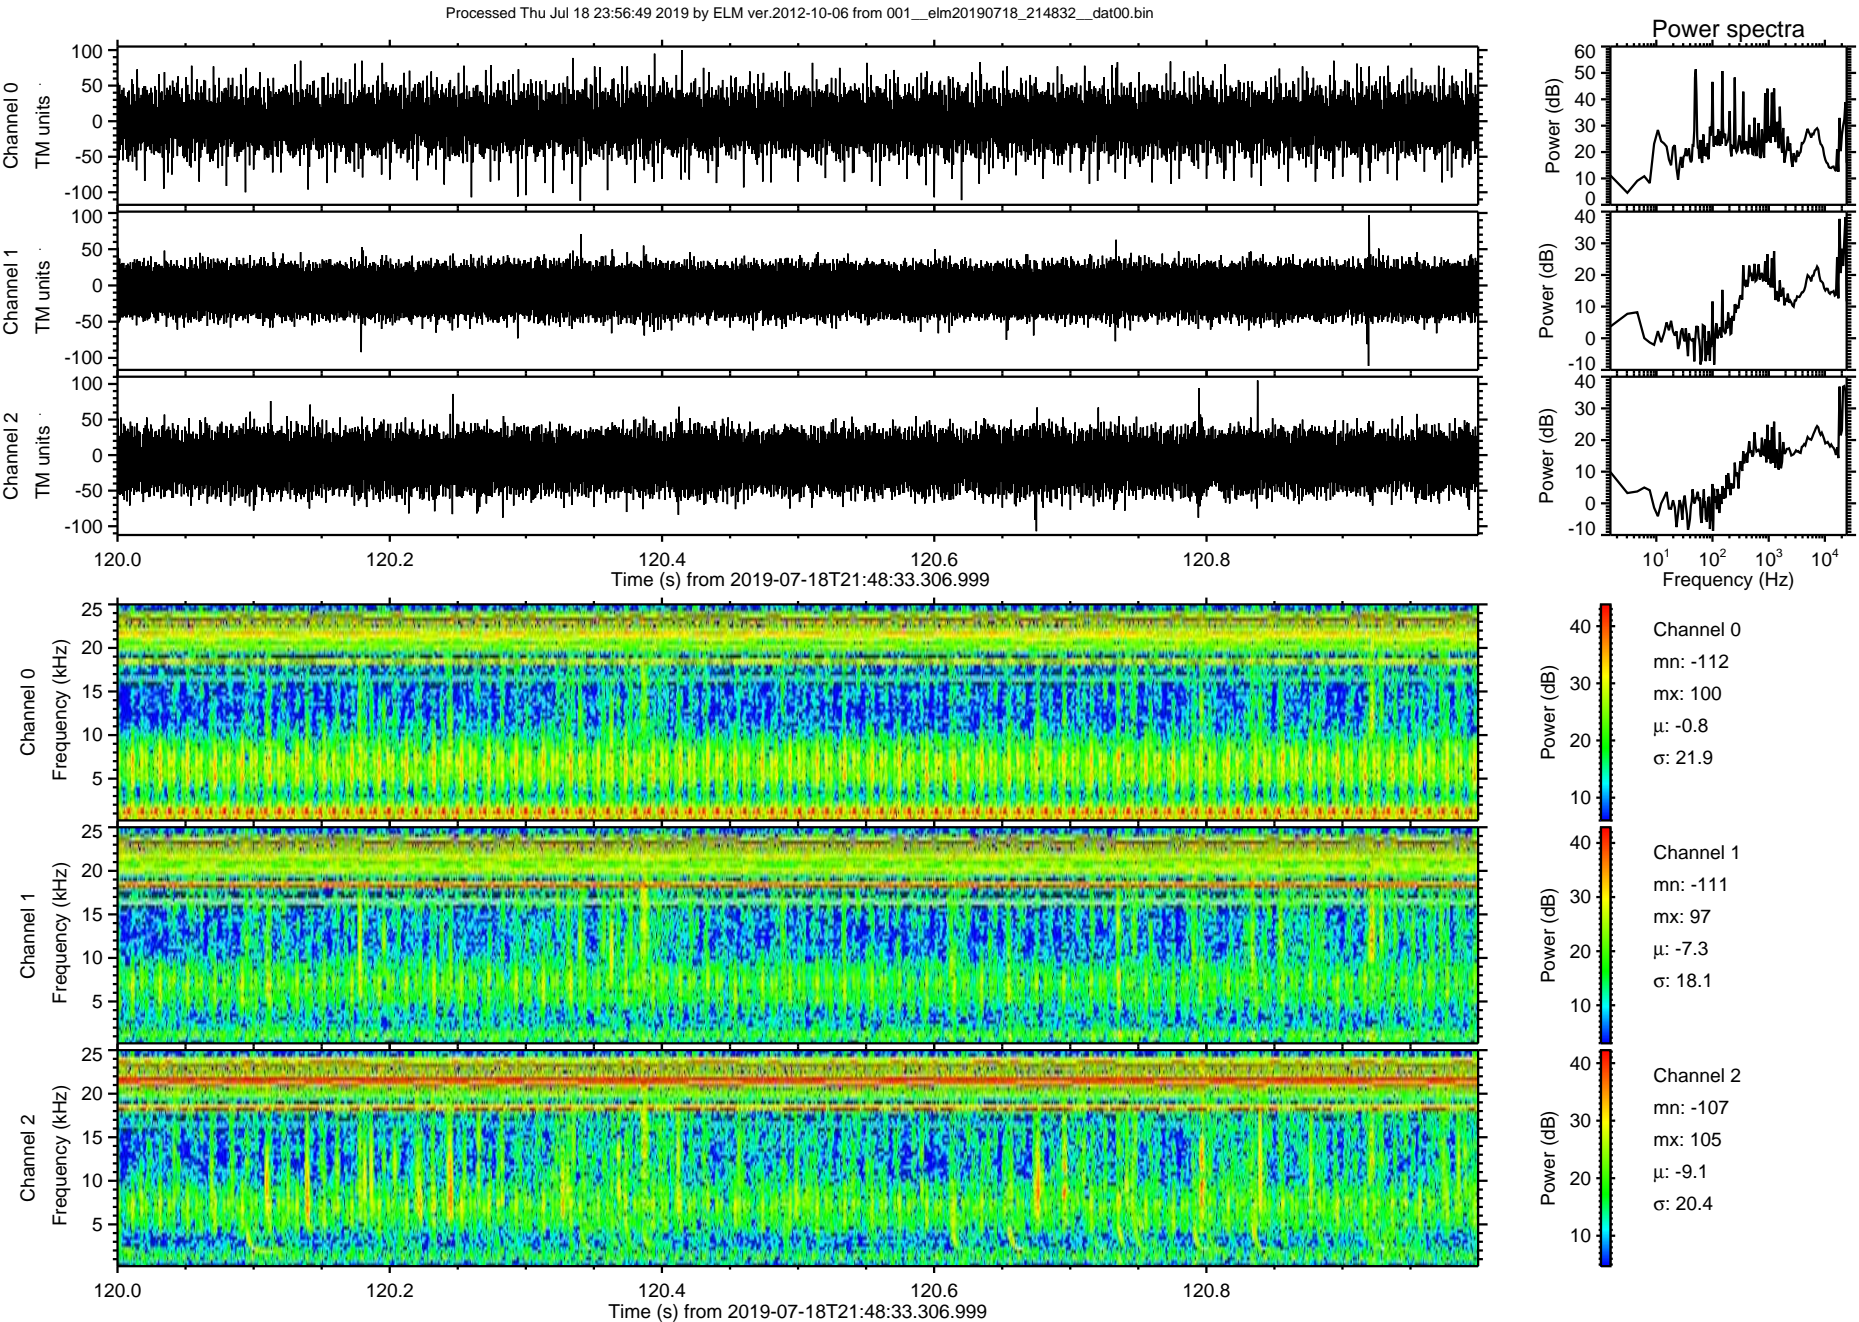 Processed Thu Jul 18 23:56:49 2019 by ELM ver.2012-10-06 from 001__elm20190718_214832__dat00.bin
Power spectra
Channel 0
TM units
100
50
0
-50
-100
Power (dB)
60
50
40
30
20
10
0
Channel 1
TM units
100
50
0
-50
-100
Power (dB)
40
30
20
10
0
-10
Channel 2
TM units
100
50
0
-50
-100
Power (dB)
40
30
20
10
0
-10
120.0 120.2 120.4 120.6 120.8
Time (s) from 2019-07-18T21:48:33.306.999
10¹ 10² 10³ 10⁴
Frequency (Hz)
Channel 0
Frequency (kHz)
25
20
15
10
5
Power (dB)
40
30
20
10
Channel 0
mn: -112
mx: 100
μ: -0.8
σ: 21.9
Channel 1
Frequency (kHz)
25
20
15
10
5
Power (dB)
40
30
20
10
Channel 1
mn: -111
mx: 97
μ: -7.3
σ: 18.1
Channel 2
Frequency (kHz)
25
20
15
10
5
Power (dB)
40
30
20
10
Channel 2
mn: -107
mx: 105
μ: -9.1
σ: 20.4
120.0 120.2 120.4 120.6 120.8
Time (s) from 2019-07-18T21:48:33.306.999